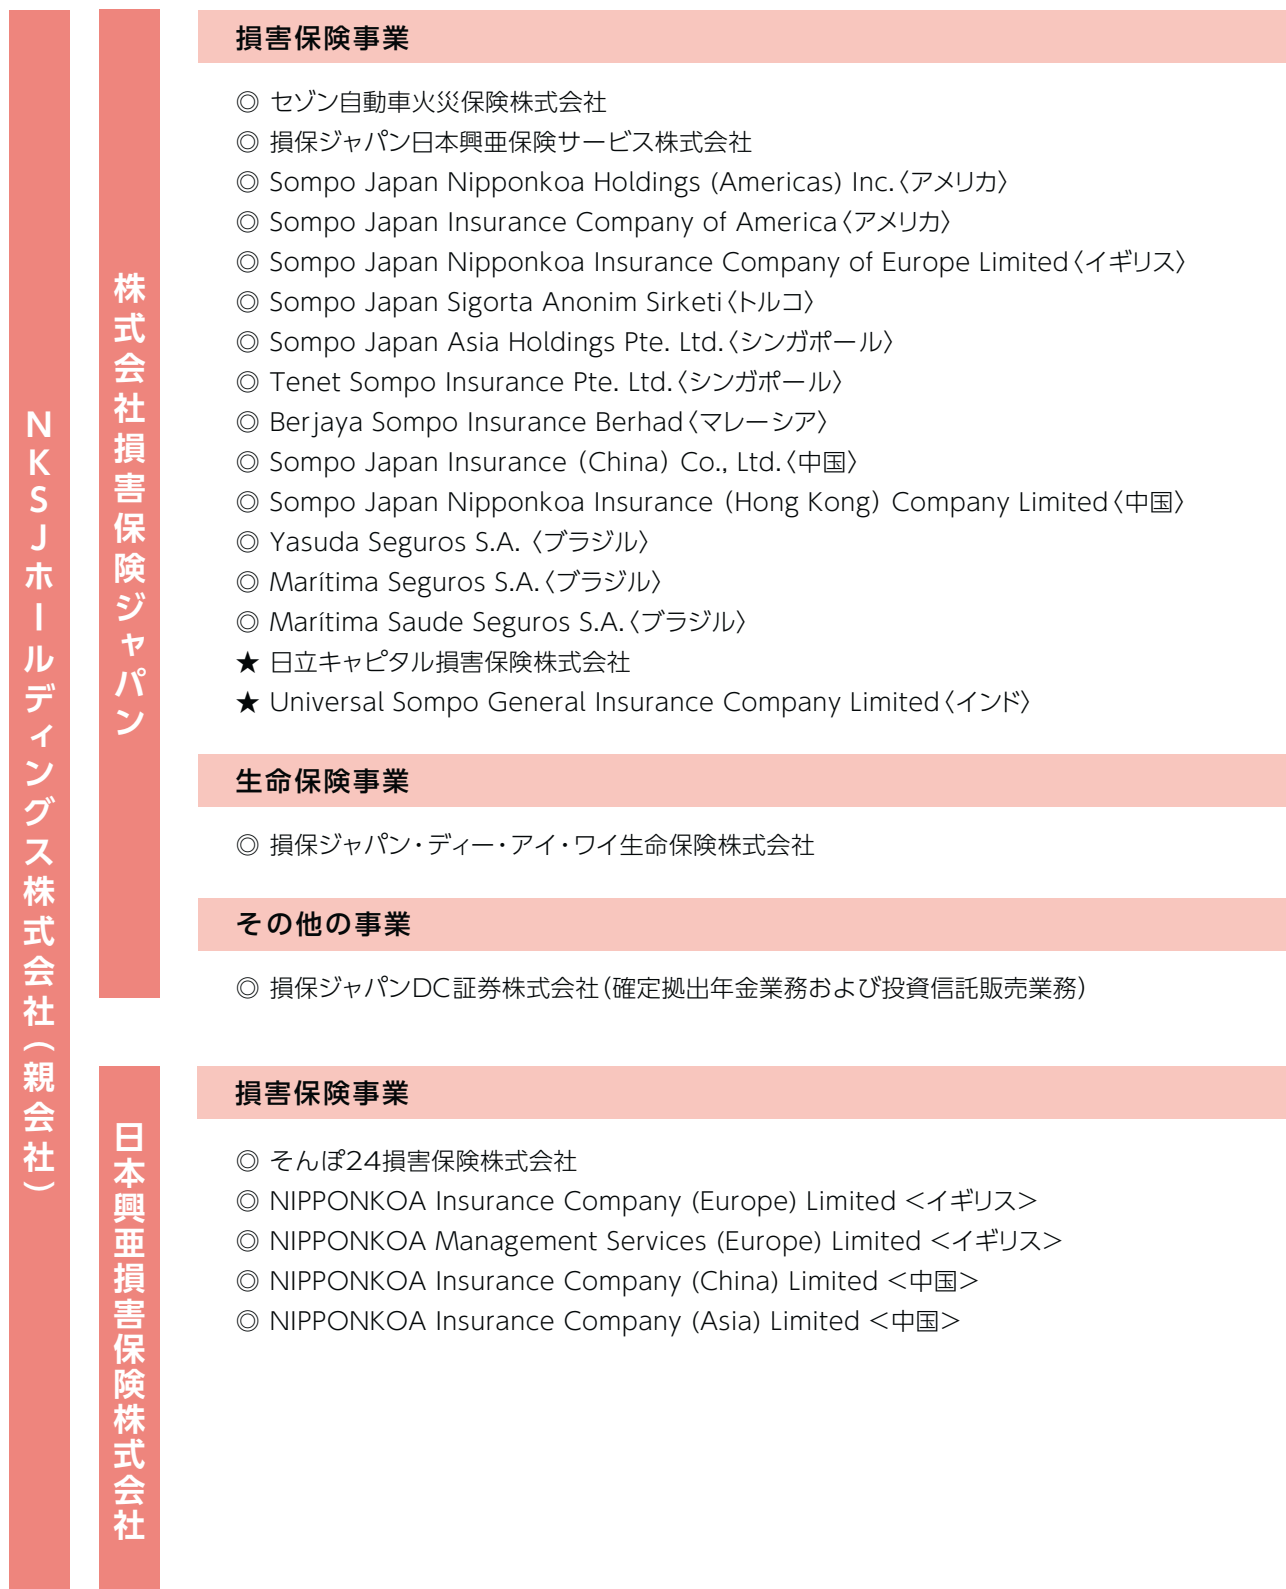 NKSJホールディングス株式会社(親会社)
株式会社損害保険ジャパン
損害保険事業
◎ セゾン自動車火災保険株式会社
◎ 損保ジャパン日本興亜保険サービス株式会社
◎ Sompo Japan Nipponkoa Holdings (Americas) Inc.〈アメリカ〉
◎ Sompo Japan Insurance Company of America〈アメリカ〉
◎ Sompo Japan Nipponkoa Insurance Company of Europe Limited〈イギリス〉
◎ Sompo Japan Sigorta Anonim Sirketi〈トルコ〉
◎ Sompo Japan Asia Holdings Pte. Ltd.〈シンガポール〉
◎ Tenet Sompo Insurance Pte. Ltd.〈シンガポール〉
◎ Berjaya Sompo Insurance Berhad〈マレーシア〉
◎ Sompo Japan Insurance (China) Co., Ltd.〈中国〉
◎ Sompo Japan Nipponkoa Insurance (Hong Kong) Company Limited〈中国〉
◎ Yasuda Seguros S.A. 〈ブラジル〉
◎ Marítima Seguros S.A.〈ブラジル〉
◎ Marítima Saude Seguros S.A.〈ブラジル〉
★ 日立キャピタル損害保険株式会社
★ Universal Sompo General Insurance Company Limited〈インド〉
生命保険事業
◎ 損保ジャパン・ディー・アイ・ワイ生命保険株式会社
その他の事業
◎ 損保ジャパンDC証券株式会社(確定拠出年金業務および投資信託販売業務)
日本興亜損害保険株式会社
損害保険事業
◎ そんぽ24損害保険株式会社
◎ NIPPONKOA Insurance Company (Europe) Limited <イギリス>
◎ NIPPONKOA Management Services (Europe) Limited <イギリス>
◎ NIPPONKOA Insurance Company (China) Limited <中国>
◎ NIPPONKOA Insurance Company (Asia) Limited <中国>